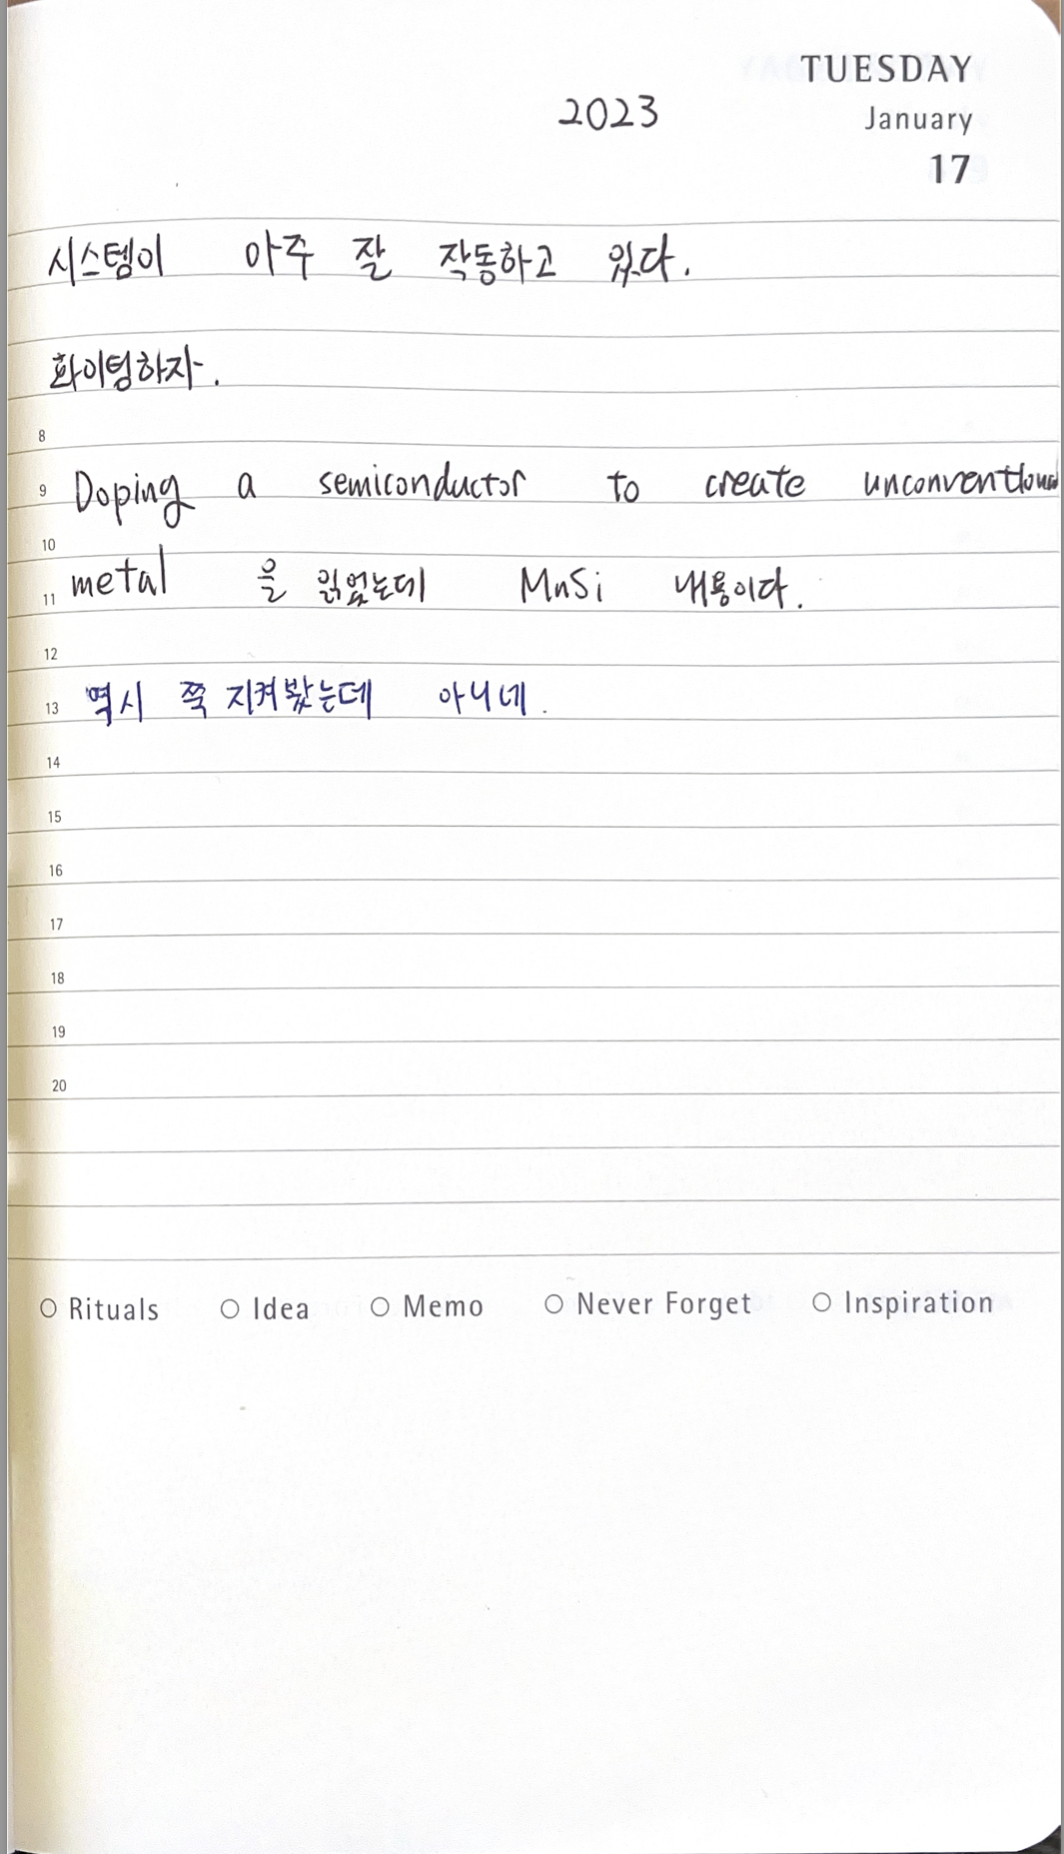 TUESDAY
2023
January
17
시스템이 아주 잘 작동하고 있다.
화이팅하자.
8
9 Doping a semiconductor to create unconventional
10
11 metal 을 읽었는데 MnSi 내용이다.
12
13 역시 쭉 지켜봤는데 아니네.
14
15
16
17
18
19
20
Rituals Idea Memo Never Forget Inspiration